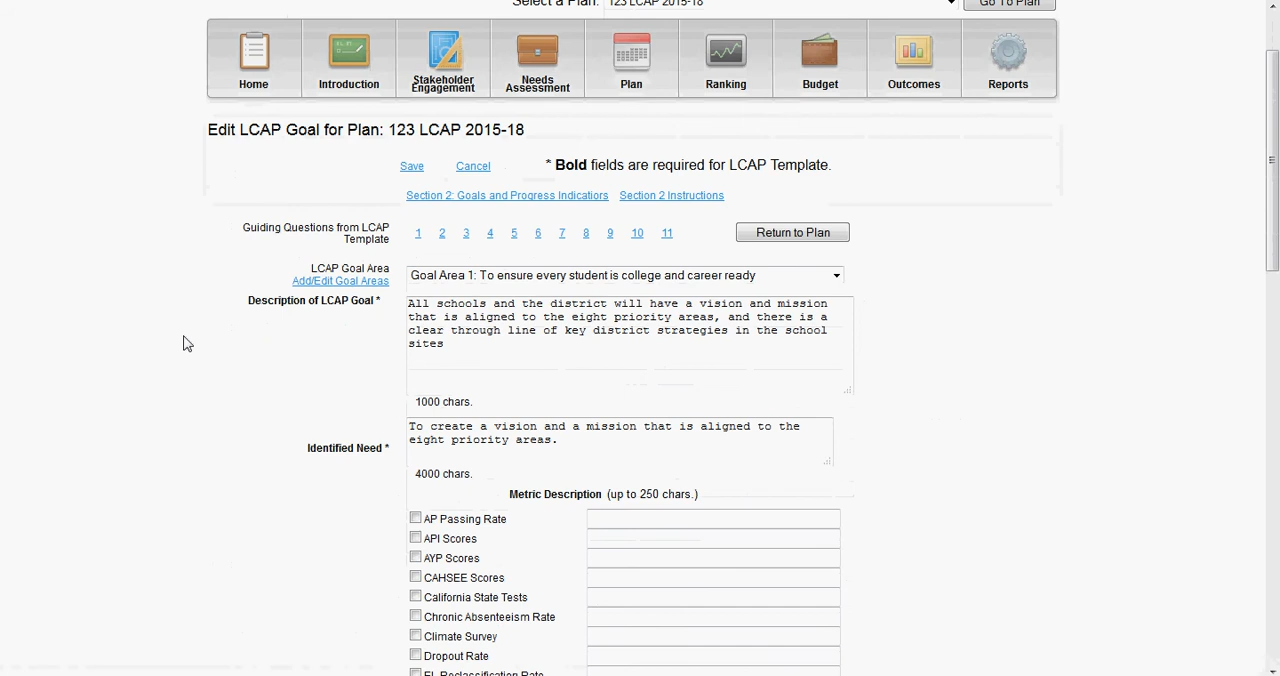 Select a Plan: 123 LCAP 2015-18 Go To Plan
Home Introduction Stakeholder Engagement Needs Assessment Plan Ranking Budget Outcomes Reports
Edit LCAP Goal for Plan: 123 LCAP 2015-18
Save Cancel * Bold fields are required for LCAP Template.
Section 2: Goals and Progress Indicatiors Section 2 Instructions
Guiding Questions from LCAP
Template
1 2 3 4 5 6 7 8 9 10 11 Return to Plan
LCAP Goal Area
Add/Edit Goal Areas
Goal Area 1: To ensure every student is college and career ready
Description of LCAP Goal *
All schools and the district will have a vision and mission
that is aligned to the eight priority areas, and there is a
clear through line of key district strategies in the school
sites
1000 chars.
Identified Need *
To create a vision and a mission that is aligned to the
eight priority areas.
4000 chars.
Metric Description (up to 250 chars.)
AP Passing Rate
API Scores
AYP Scores
CAHSEE Scores
California State Tests
Chronic Absenteeism Rate
Climate Survey
Dropout Rate
EL Reclassification Rate